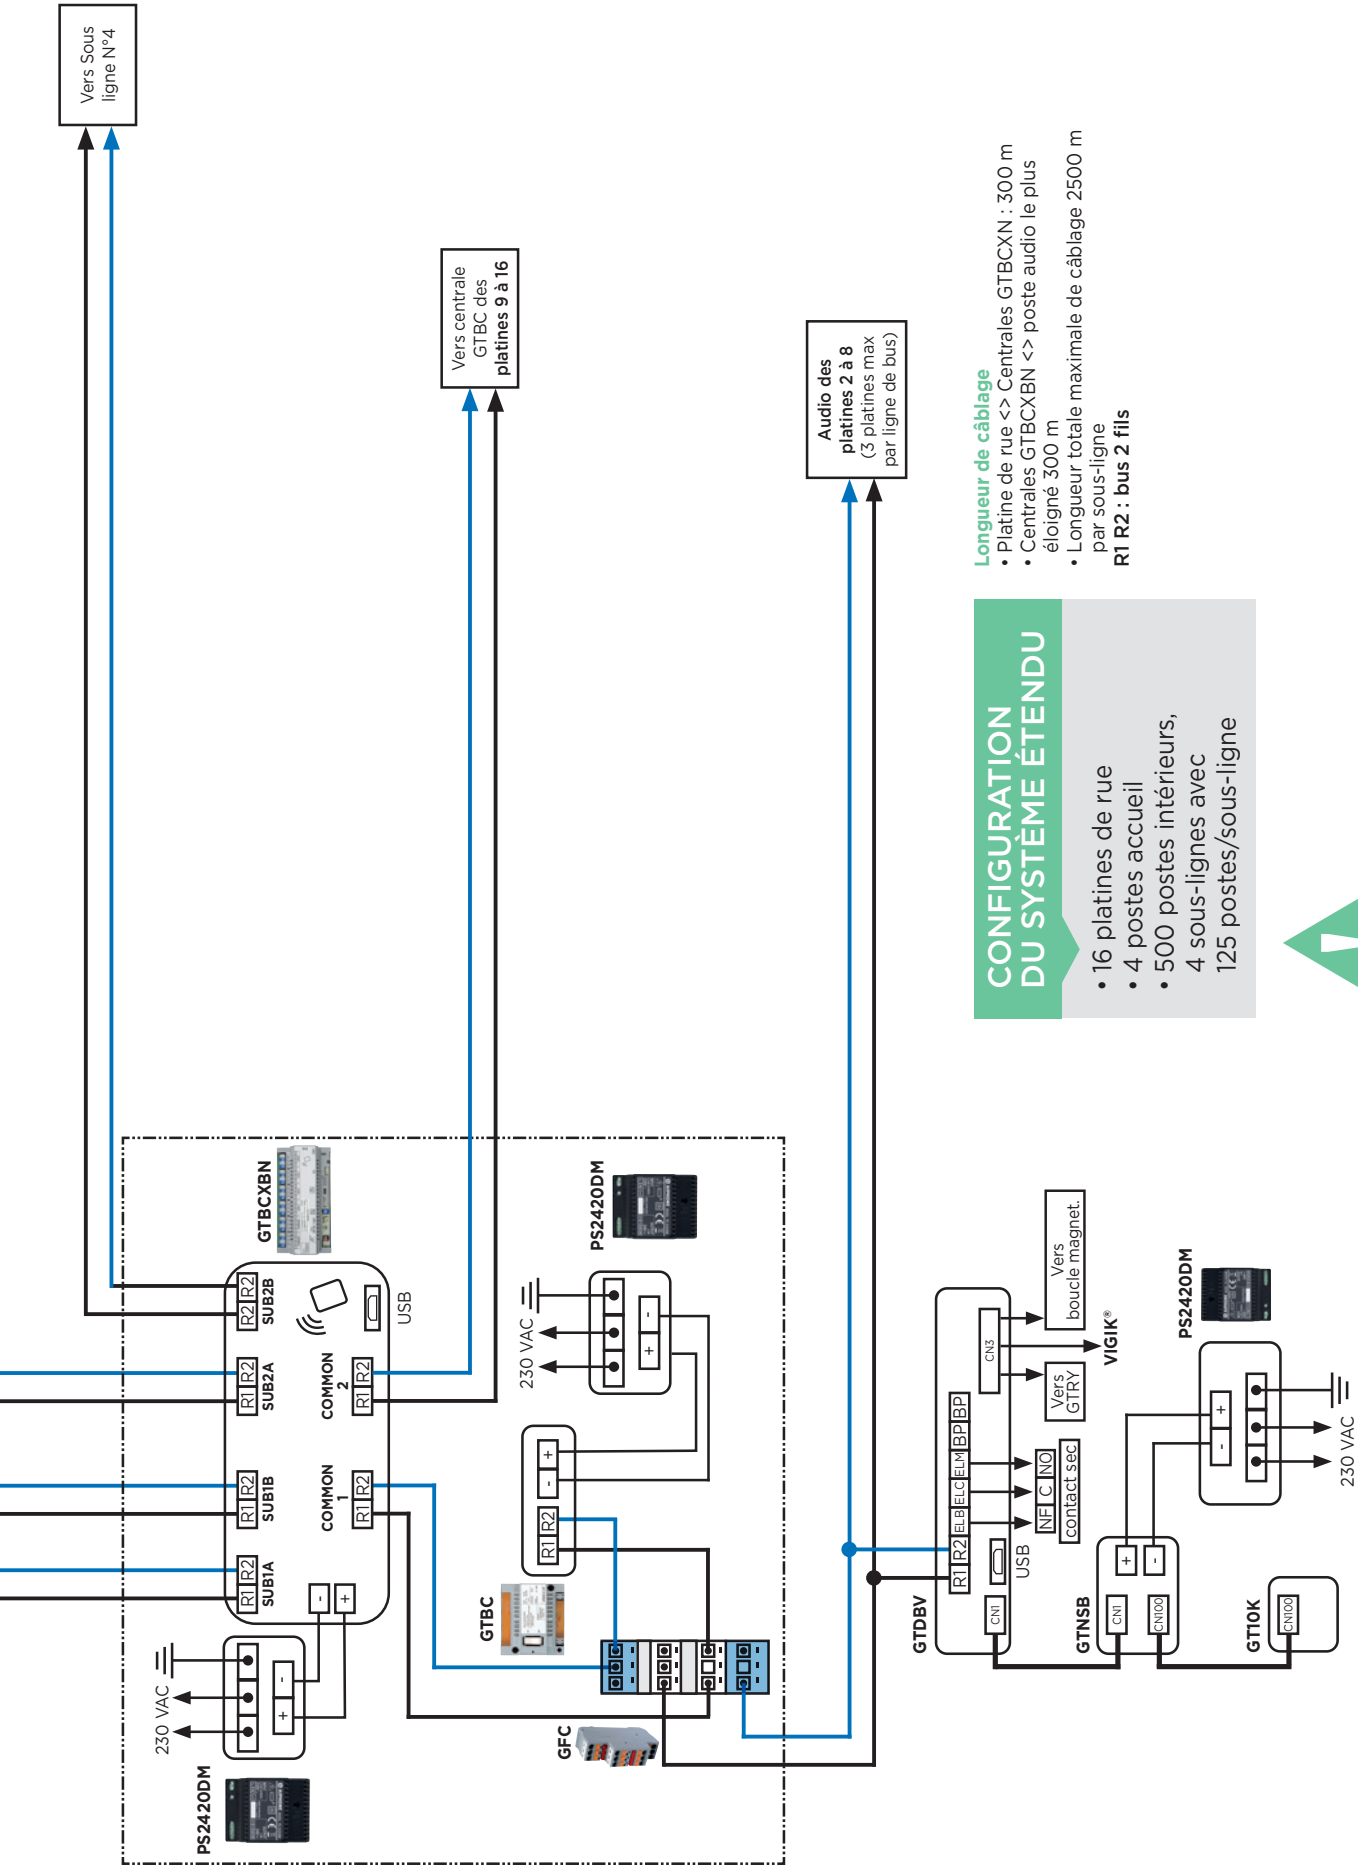 Vers Sous
ligne N°4
Vers centrale
GTBC des
platines 9 à 16
Audio des
platines 2 à 8
(3 platines max
par ligne de bus)
Longueur de câblage
• Platine de rue <> Centrales GTBCXN : 300 m
• Centrales GTBCXBN <> poste audio le plus
éloigné 300 m
• Longueur totale maximale de câblage 2500 m
par sous-ligne
R1 R2 : bus 2 fils
CONFIGURATION
DU SYSTÈME ÉTENDU
• 16 platines de rue
• 4 postes accueil
• 500 postes intérieurs,
4 sous-lignes avec
125 postes/sous-ligne
GTBCXBN
R1 R2
SUB1A
R1 R2
SUB1B
R1 R2
SUB2A
R2 R2
SUB2B
COMMON
1
R1 R2
COMMON
2
R1 R2
USB
- +
230 VAC
+ -
PS2420DM
PS2420DM
230 VAC
+ -
R1 R2
- +
GTBC
GFC
GTDBV
R1 R2 ELB ELC ELM BP BP
CN1
USB
CN3
NF C NO
contact sec
Vers
GTRY
VIGIK®
Vers
boucle magnet.
GTNSB
CN1
CN100
+
-
GT10K
CN100
PS2420DM
- +
230 VAC